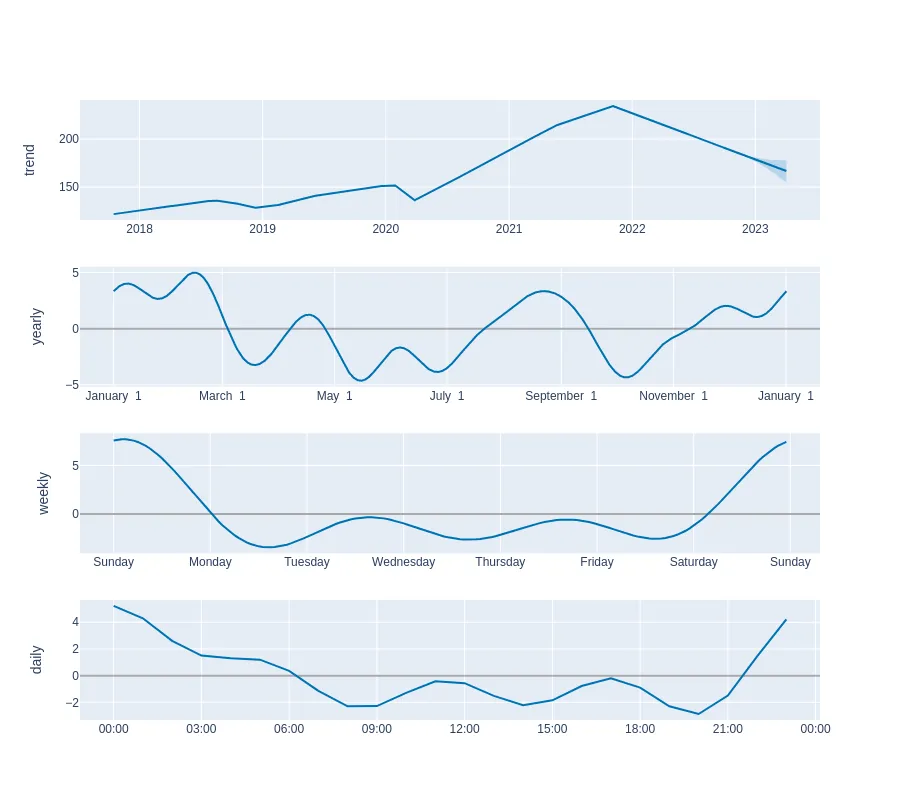 trend
200
150
2018 2019 2020 2021 2022 2023
yearly
5
0
−5
January 1 March 1 May 1 July 1 September 1 November 1 January 1
weekly
5
0
Sunday Monday Tuesday Wednesday Thursday Friday Saturday Sunday
daily
4
2
0
−2
00:00 03:00 06:00 09:00 12:00 15:00 18:00 21:00 00:00